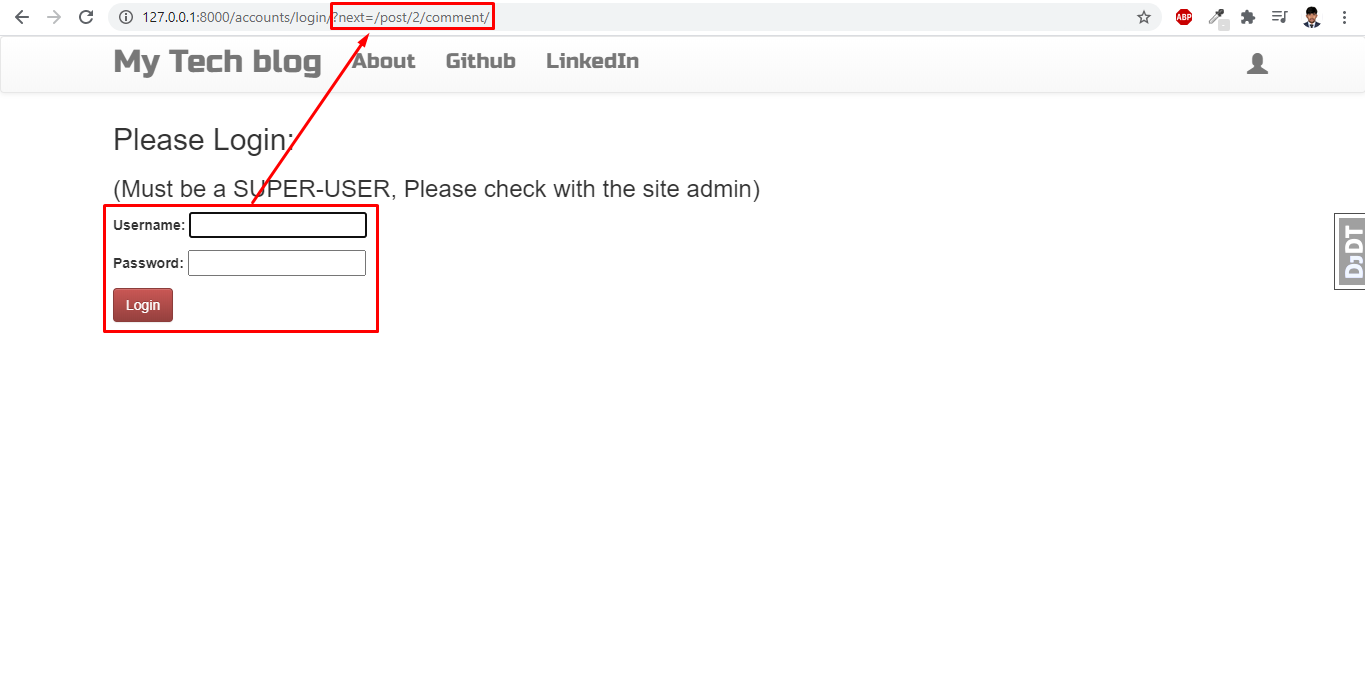 127.0.0.1:8000/accounts/login/?next=/post/2/comment/
ABP
My Tech blog About Github LinkedIn
Please Login:
(Must be a SUPER-USER, Please check with the site admin)
Username:
Password:
Login
DJDT